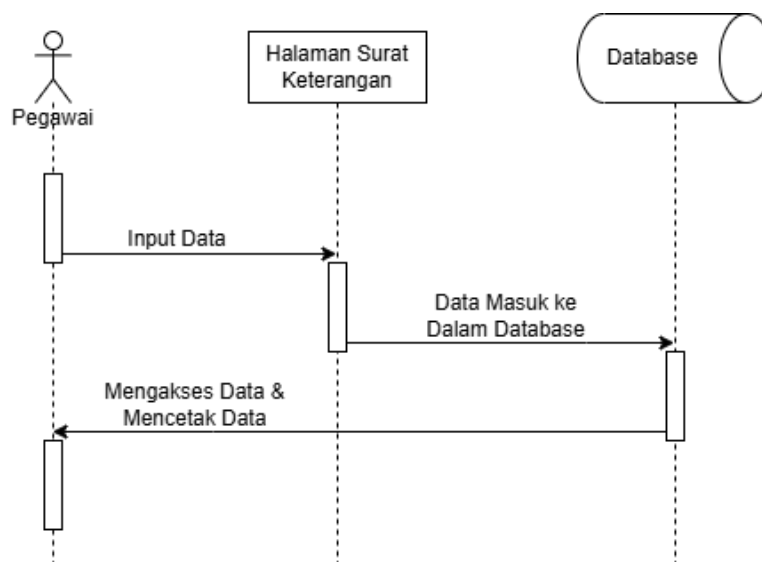 Pegawai
Halaman Surat
Keterangan
Database
Input Data
Data Masuk ke
Dalam Database
Mengakses Data &
Mencetak Data